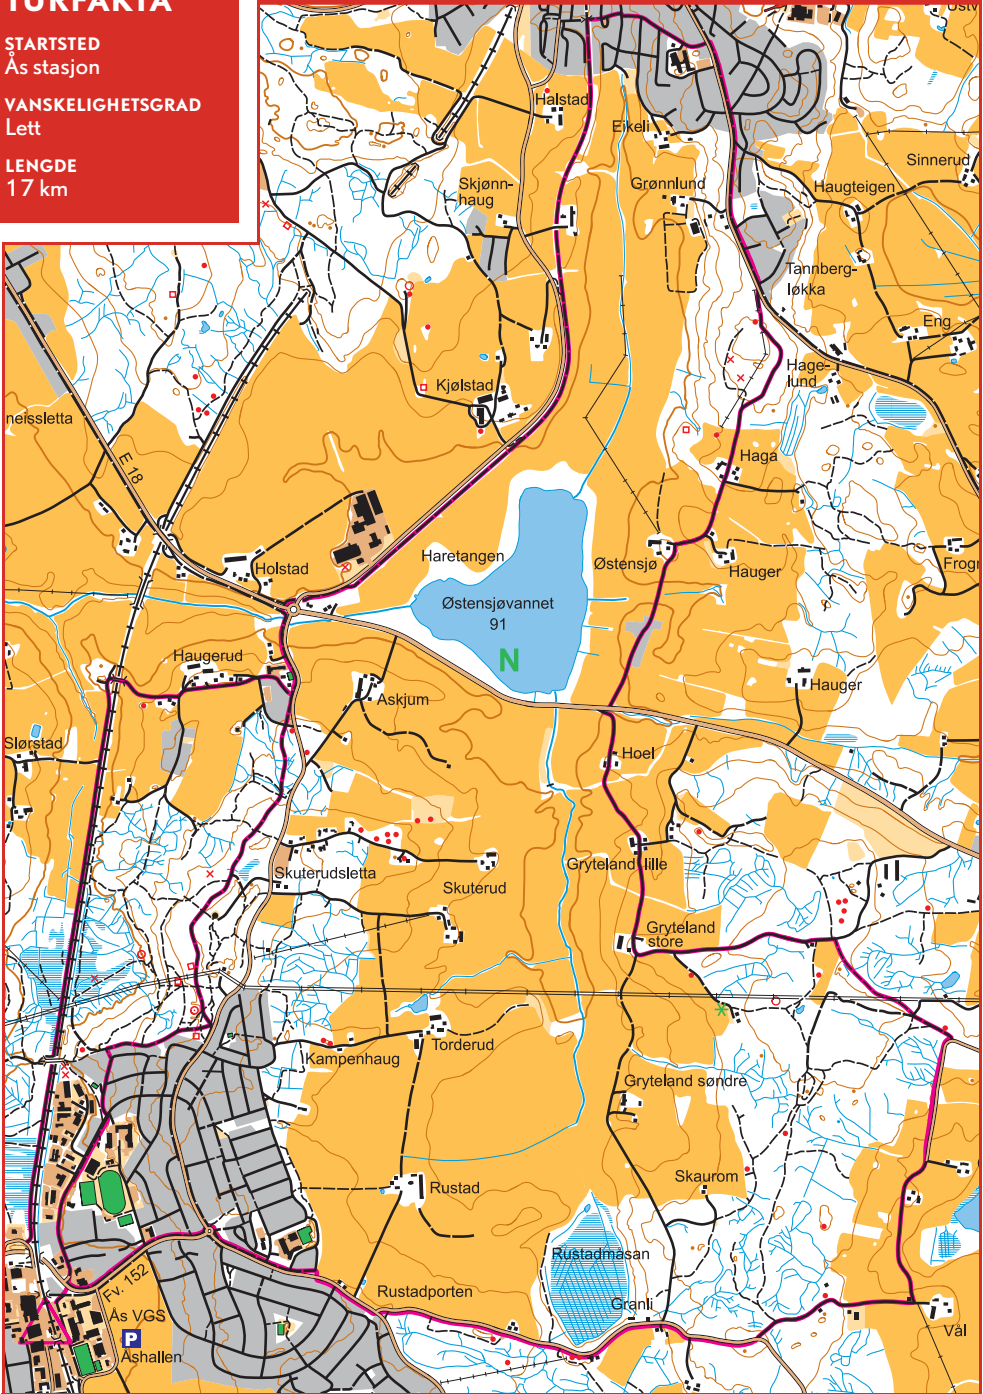 TURFAKTA
STARTSTED
Ås stasjon
VANSKELIGHETSGRAD
Lett
LENGDE
17 km
Halstad
Eikeli
Sinnerud
Skjønn-
haug
Grønnlund
Haugteigen
Tannberg-
løkka
Eng
Hage-
lund
Kjølstad
neissletta
E 18
Haga
Holstad
Haretangen
Østensjø
Hauger
Frogn
Østensjøvannet
91
N
Haugerud
Askjum
Hauger
Slørstad
Hoel
Skuterudsletta
Skuterud
Gryteland lille
Gryteland
store
Kampenhaug
Torderud
Gryteland søndre
Rustad
Skaurom
Rustadmåsan
Fv. 152
Rustadporten
Granli
Ås VGS
P
Åshallen
Vål